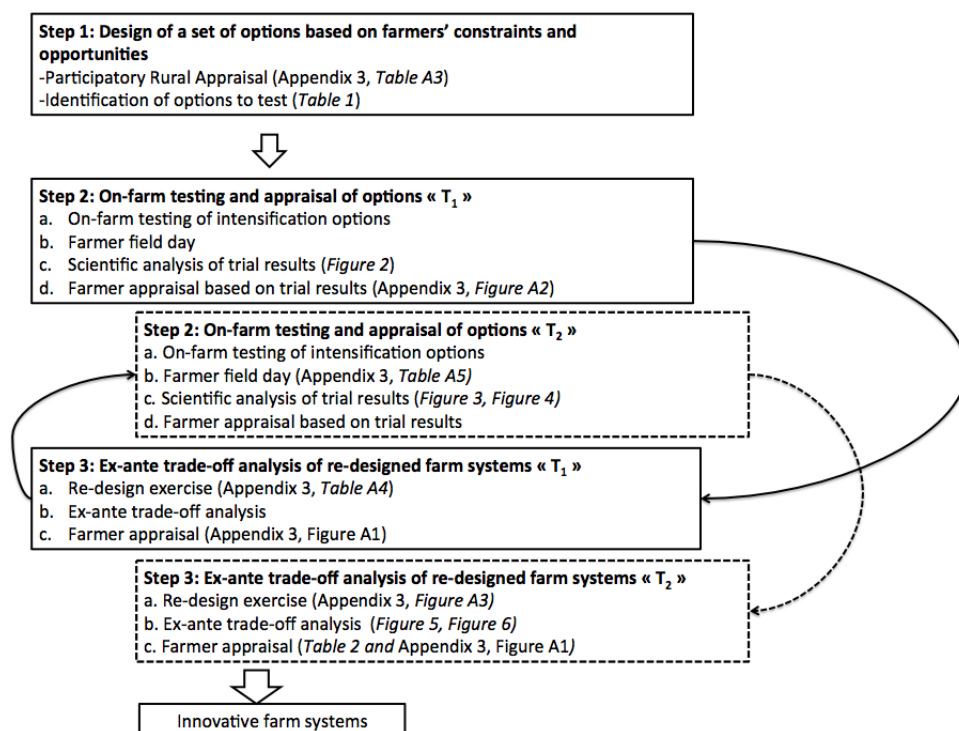 Step 1: Design of a set of options based on farmers’ constraints and
opportunities
-Participatory Rural Appraisal (Appendix 3, Table A3)
-Identification of options to test (Table 1)
Step 2: On-farm testing and appraisal of options « T1 »
a. On-farm testing of intensification options
b. Farmer field day
c. Scientific analysis of trial results (Figure 2)
d. Farmer appraisal based on trial results (Appendix 3, Figure A2)
Step 2: On-farm testing and appraisal of options « T2 »
a. On-farm testing of intensification options
b. Farmer field day (Appendix 3, Table A5)
c. Scientific analysis of trial results (Figure 3, Figure 4)
d. Farmer appraisal based on trial results
Step 3: Ex-ante trade-off analysis of re-designed farm systems « T1 »
a. Re-design exercise (Appendix 3, Table A4)
b. Ex-ante trade-off analysis
c. Farmer appraisal (Appendix 3, Figure A1)
Step 3: Ex-ante trade-off analysis of re-designed farm systems « T2 »
a. Re-design exercise (Appendix 3, Figure A3)
b. Ex-ante trade-off analysis (Figure 5, Figure 6)
c. Farmer appraisal (Table 2 and Appendix 3, Figure A1)
Innovative farm systems